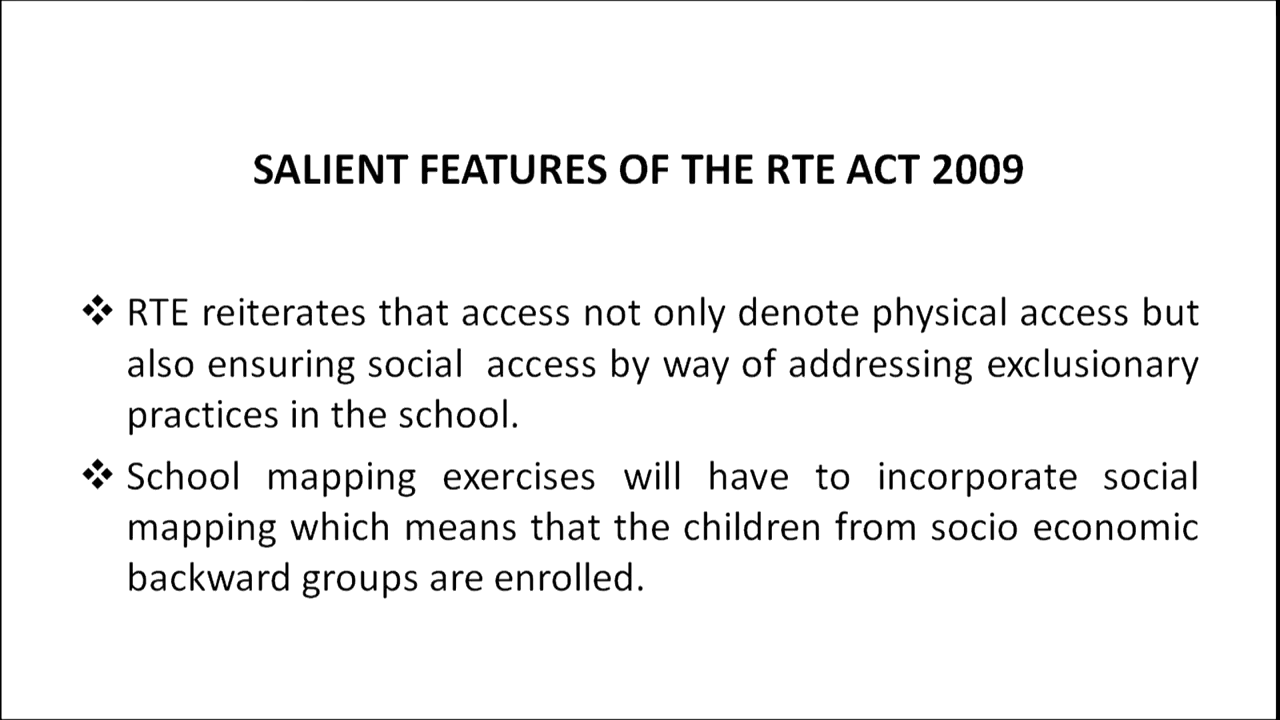 SALIENT FEATURES OF THE RTE ACT 2009
❖ RTE reiterates that access not only denote physical access but
also ensuring social access by way of addressing exclusionary
practices in the school.
❖ School mapping exercises will have to incorporate social
mapping which means that the children from socio economic
backward groups are enrolled.